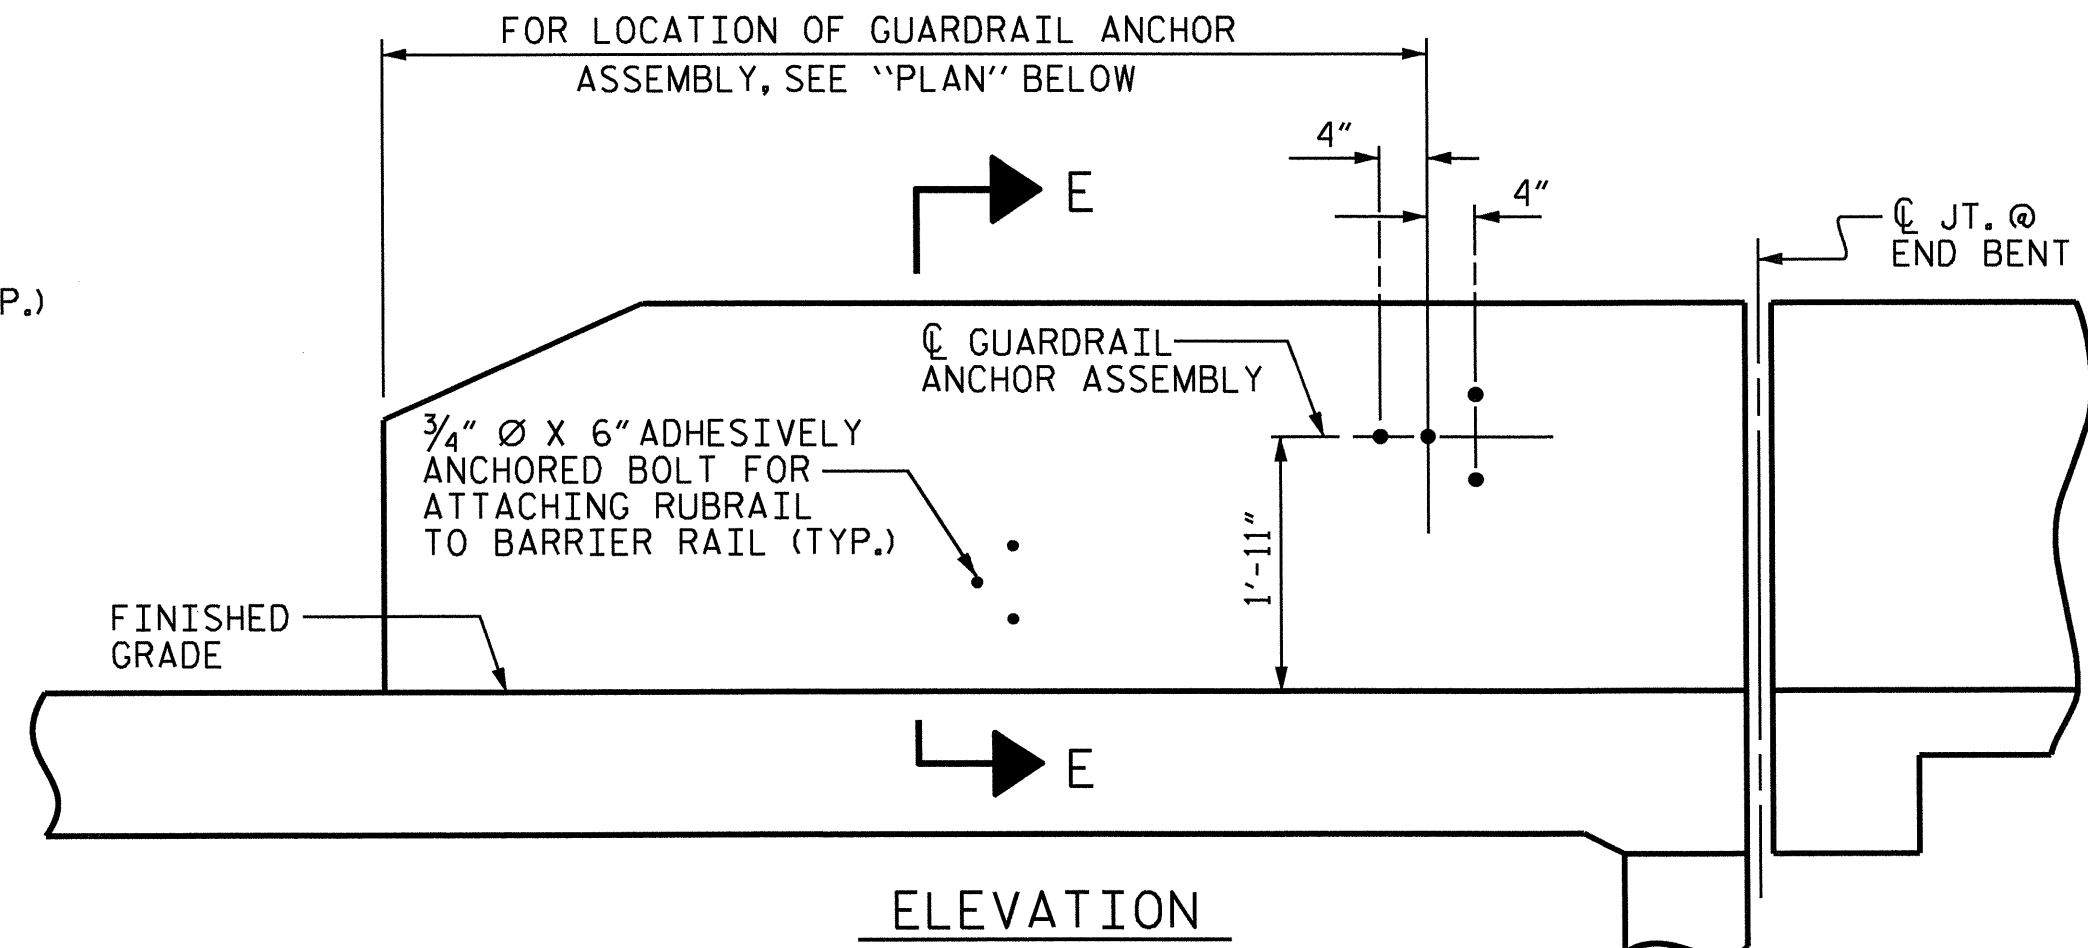 FOR LOCATION OF GUARDRAIL ANCHOR
ASSEMBLY, SEE "PLAN" BELOW
4"
4"
E
℄ JT. @
END BENT
P.)
℄ GUARDRAIL
ANCHOR ASSEMBLY
3/4" Ø X 6" ADHESIVELY
ANCHORED BOLT FOR
ATTACHING RUBRAIL
TO BARRIER RAIL (TYP.)
1'-11"
FINISHED
GRADE
E
ELEVATION